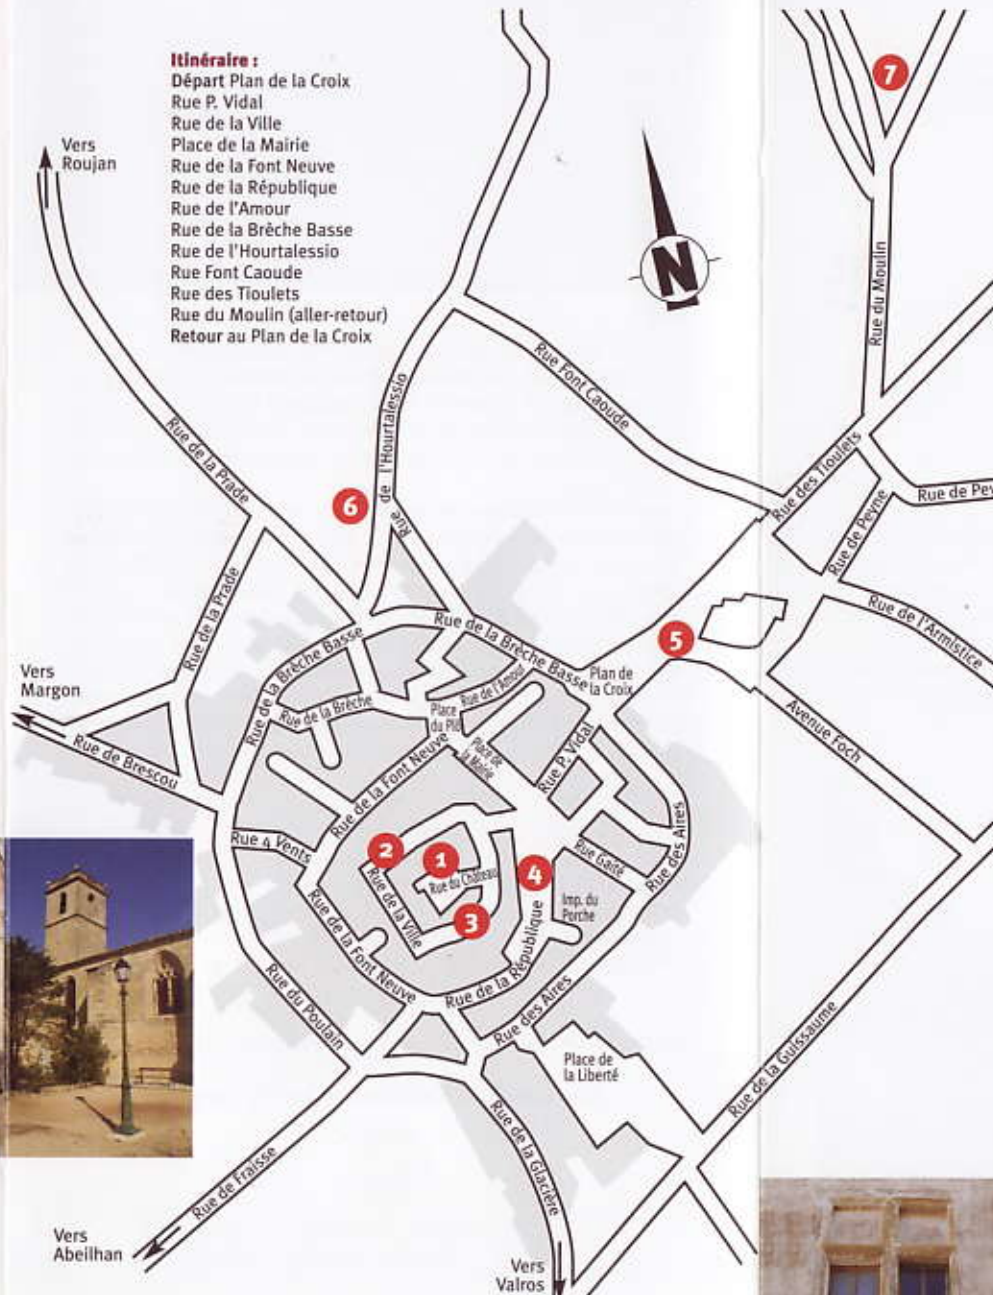 Itinéraire :
Départ Plan de la Croix
Rue P. Vidal
Rue de la Ville
Place de la Mairie
Rue de la Font Neuve
Rue de la République
Rue de l'Amour
Rue de la Brêche Basse
Rue de l'Hourtalessio
Rue Font Caoude
Rue des Tioulets
Rue du Moulin (aller-retour)
Retour au Plan de la Croix
Vers
Roujan
7
N
Rue du Moulin
Rue Font Caoude
Rue de l'Hourtalessio
Rue de la Prade
6
Rue des Tioulets
Rue de Peyne
Rue de Pey
Rue de l'Armistice
Rue de la Prade
Rue de la Brêche Basse
Rue de la Brêche Basse
5
Plan de
la Croix
Vers
Margon
Rue de Brescou
Rue de la Brêche
Place
du Plô
Rue de l'Amour
Place de
la Mairie
Rue P. Vidal
Avenue Foch
Rue de la Font Neuve
Rue 4 Vents
2
1
Rue du Château
4
Rue Gaité
Rue des Aires
Rue de la Ville
3
Imp. du
Porche
Rue de la République
Rue de la Font Neuve
Rue de la République
Rue des Aires
Rue du Poulain
Place de
la Liberté
Rue de la Guissaume
Rue de la Glacière
Rue de Fraisse
Vers
Abeilhan
Vers
Valros